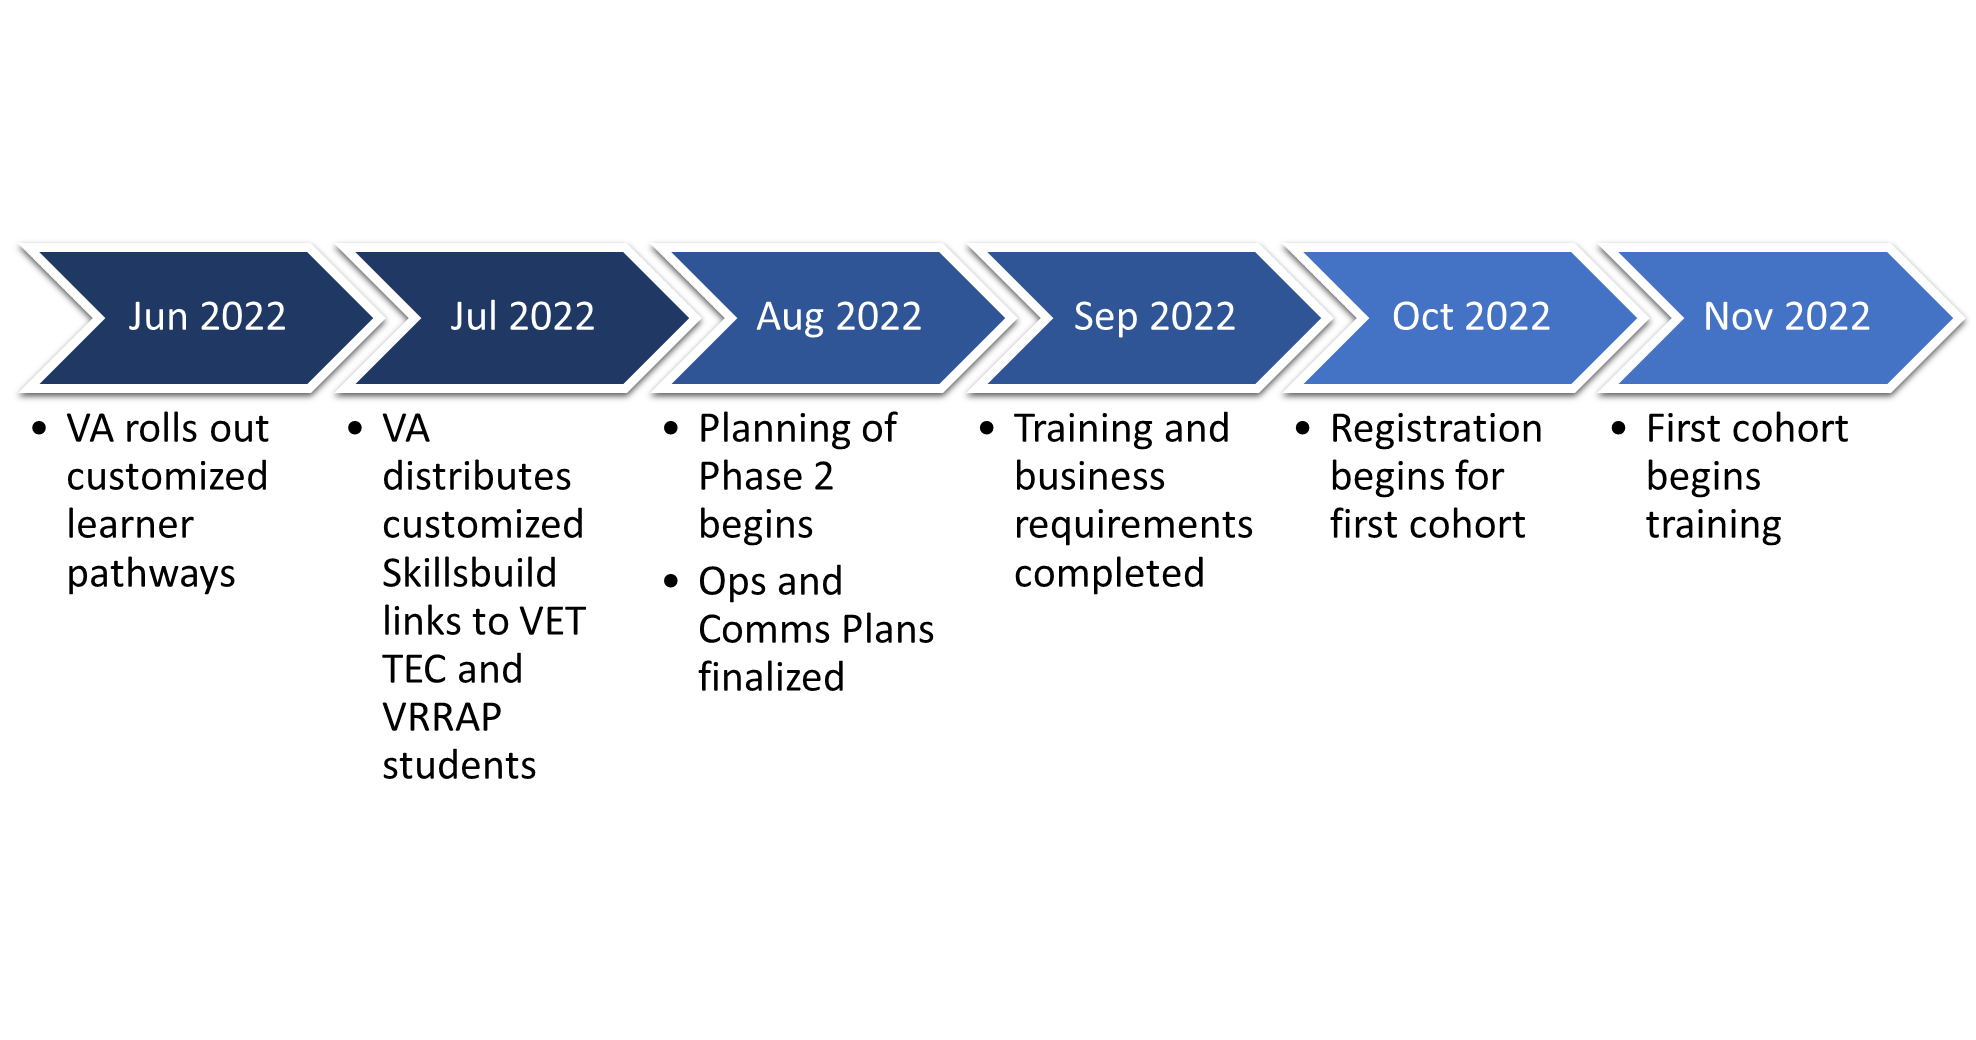 Jun 2022
Jul 2022
Aug 2022
Sep 2022
Oct 2022
Nov 2022
• VA rolls out
customized
learner
pathways
• VA
distributes
customized
Skillsbuild
links to VET
TEC and
VRRAP
students
• Planning of
Phase 2
begins
• Ops and
Comms Plans
finalized
• Training and
business
requirements
completed
• Registration
begins for
first cohort
• First cohort
begins
training